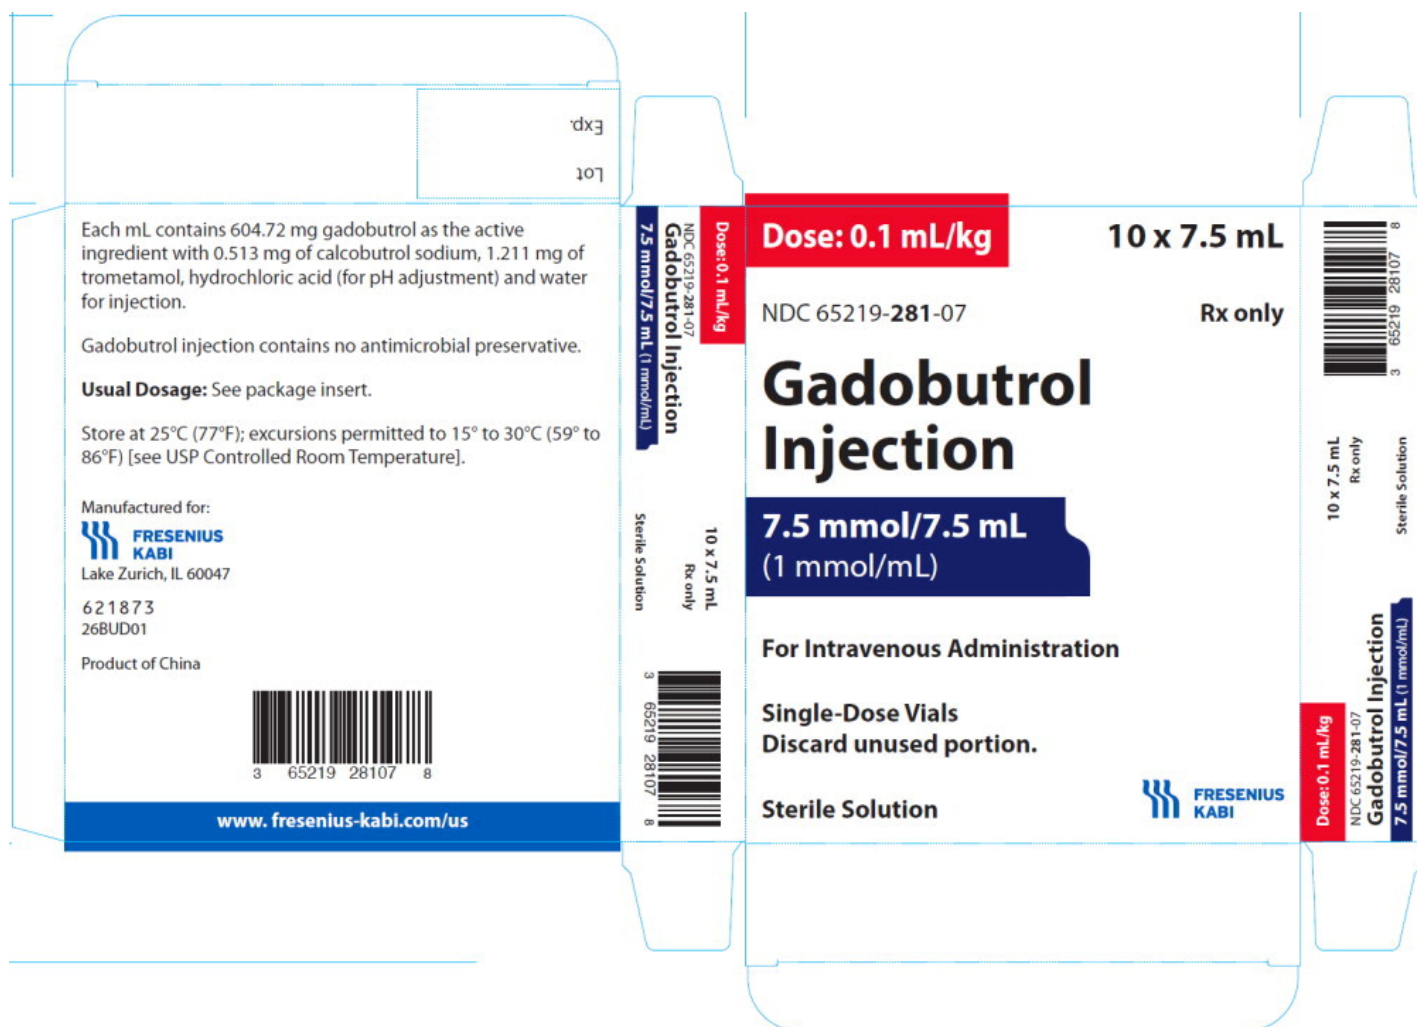 Exp.
Lot
Each mL contains 604.72 mg gadobutrol as the active
ingredient with 0.513 mg of calcobutrol sodium, 1.211 mg of
trometamol, hydrochloric acid (for pH adjustment) and water
for injection.
Gadobutrol injection contains no antimicrobial preservative.
Usual Dosage: See package insert.
Store at 25°C (77°F); excursions permitted to 15° to 30°C (59° to
86°F) [see USP Controlled Room Temperature].
Manufactured for:
FRESENIUS
KABI
Lake Zurich, IL 60047
621873
26BUD01
Product of China
3 65219 28107 8
www. fresenius-kabi.com/us
Dose: 0.1 mL/kg
NDC 65219-281-07
Gadobutrol Injection
7.5 mmol/7.5 mL (1 mmol/mL)
10 x 7.5 mL
Rx only
Sterile Solution
3 65219 28107 8
Dose: 0.1 mL/kg
10 x 7.5 mL
NDC 65219-281-07
Rx only
Gadobutrol
Injection
7.5 mmol/7.5 mL
(1 mmol/mL)
For Intravenous Administration
Single-Dose Vials
Discard unused portion.
Sterile Solution
FRESENIUS
KABI
3 65219 28107 8
10 x 7.5 mL
Rx only
Sterile Solution
Dose: 0.1 mL/kg
NDC 65219-281-07
Gadobutrol Injection
7.5 mmol/7.5 mL (1 mmol/mL)